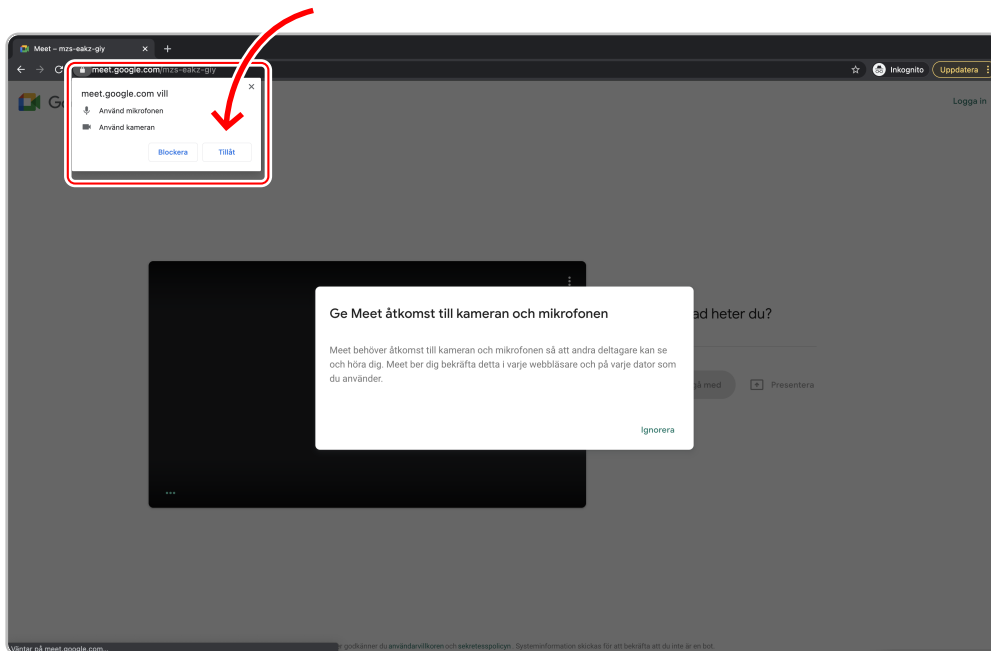 Meet – mzs-eakz-giy
meet.google.com/mzs-eakz-giy
Inkognito
Uppdatera
Logga in
meet.google.com vill
Använd mikrofonen
Använd kameran
Blockera
Tillåt
Ge Meet åtkomst till kameran och mikrofonen
Meet behöver åtkomst till kameran och mikrofonen så att andra deltagare kan se
och höra dig. Meet ber dig bekräfta detta i varje webbläsare och på varje dator som
du använder.
Ignorera
ad heter du?
gå med
Presentera
Väntar på meet.google.com...
godkänner du användarvillkoren och sekretesspolicyn. Systeminformation skickas för att bekräfta att du inte är en bot.